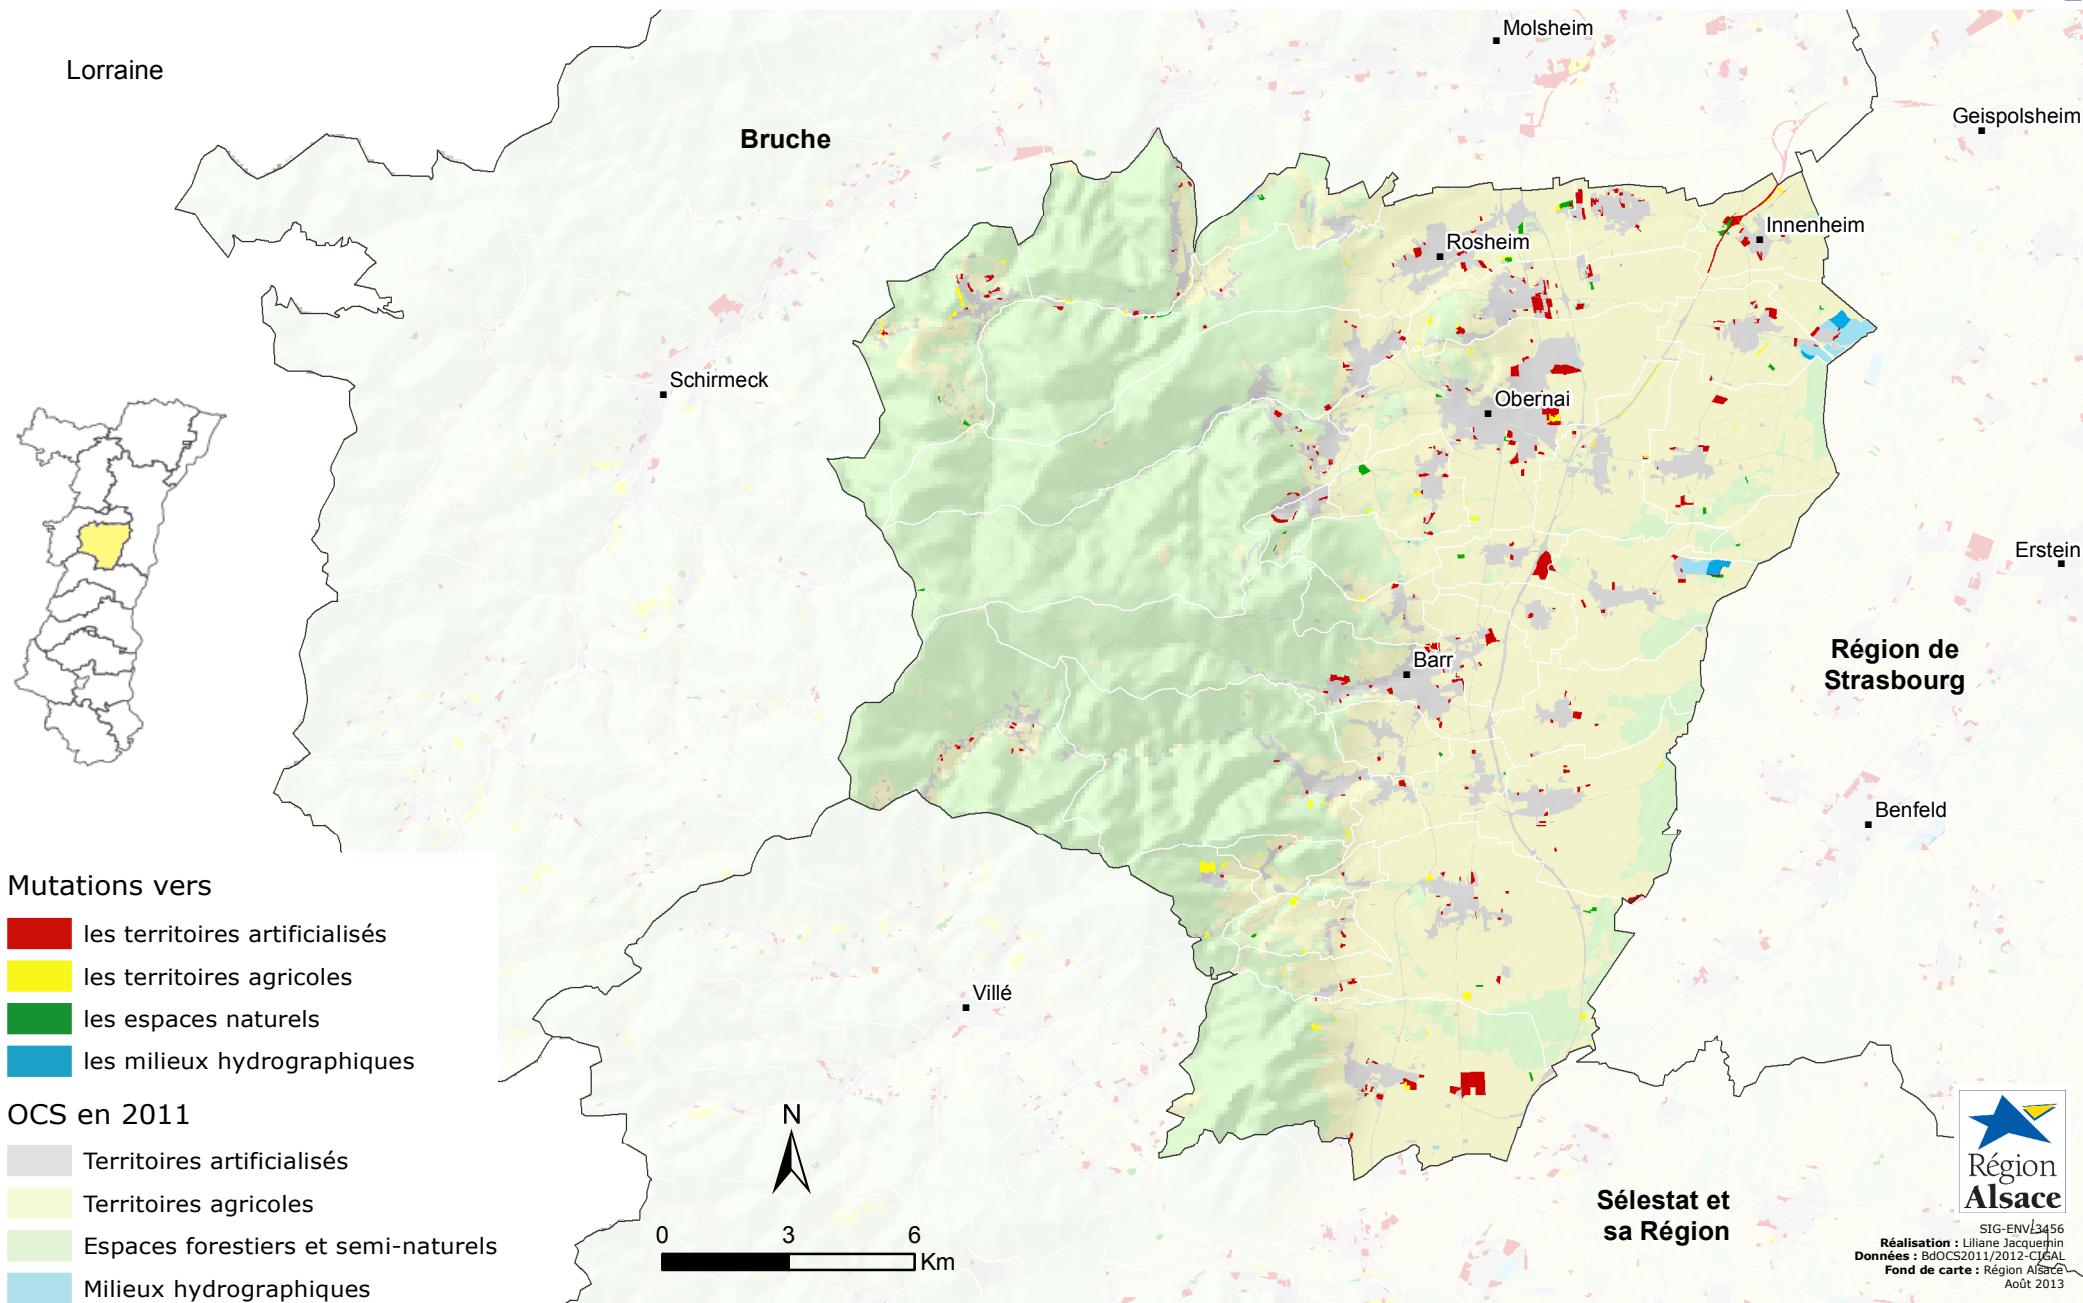 Lorraine
Molsheim
Geispolsheim
Bruche
Innenheim
Rosheim
Schirmeck
Obernai
Erstein
Région de
Strasbourg
Barr
Benfeld
Villé
Sélestat et
sa Région
Mutations vers
les territoires artificialisés
les territoires agricoles
les espaces naturels
les milieux hydrographiques
OCS en 2011
Territoires artificialisés
Territoires agricoles
Espaces forestiers et semi-naturels
Milieux hydrographiques
N
0 3 6
Km
Région
Alsace
SIG-ENV/3456
Réalisation : Liliane Jacquemin
Données : BdOCS2011/2012-CIGAL
Fond de carte : Région Alsace
Août 2013